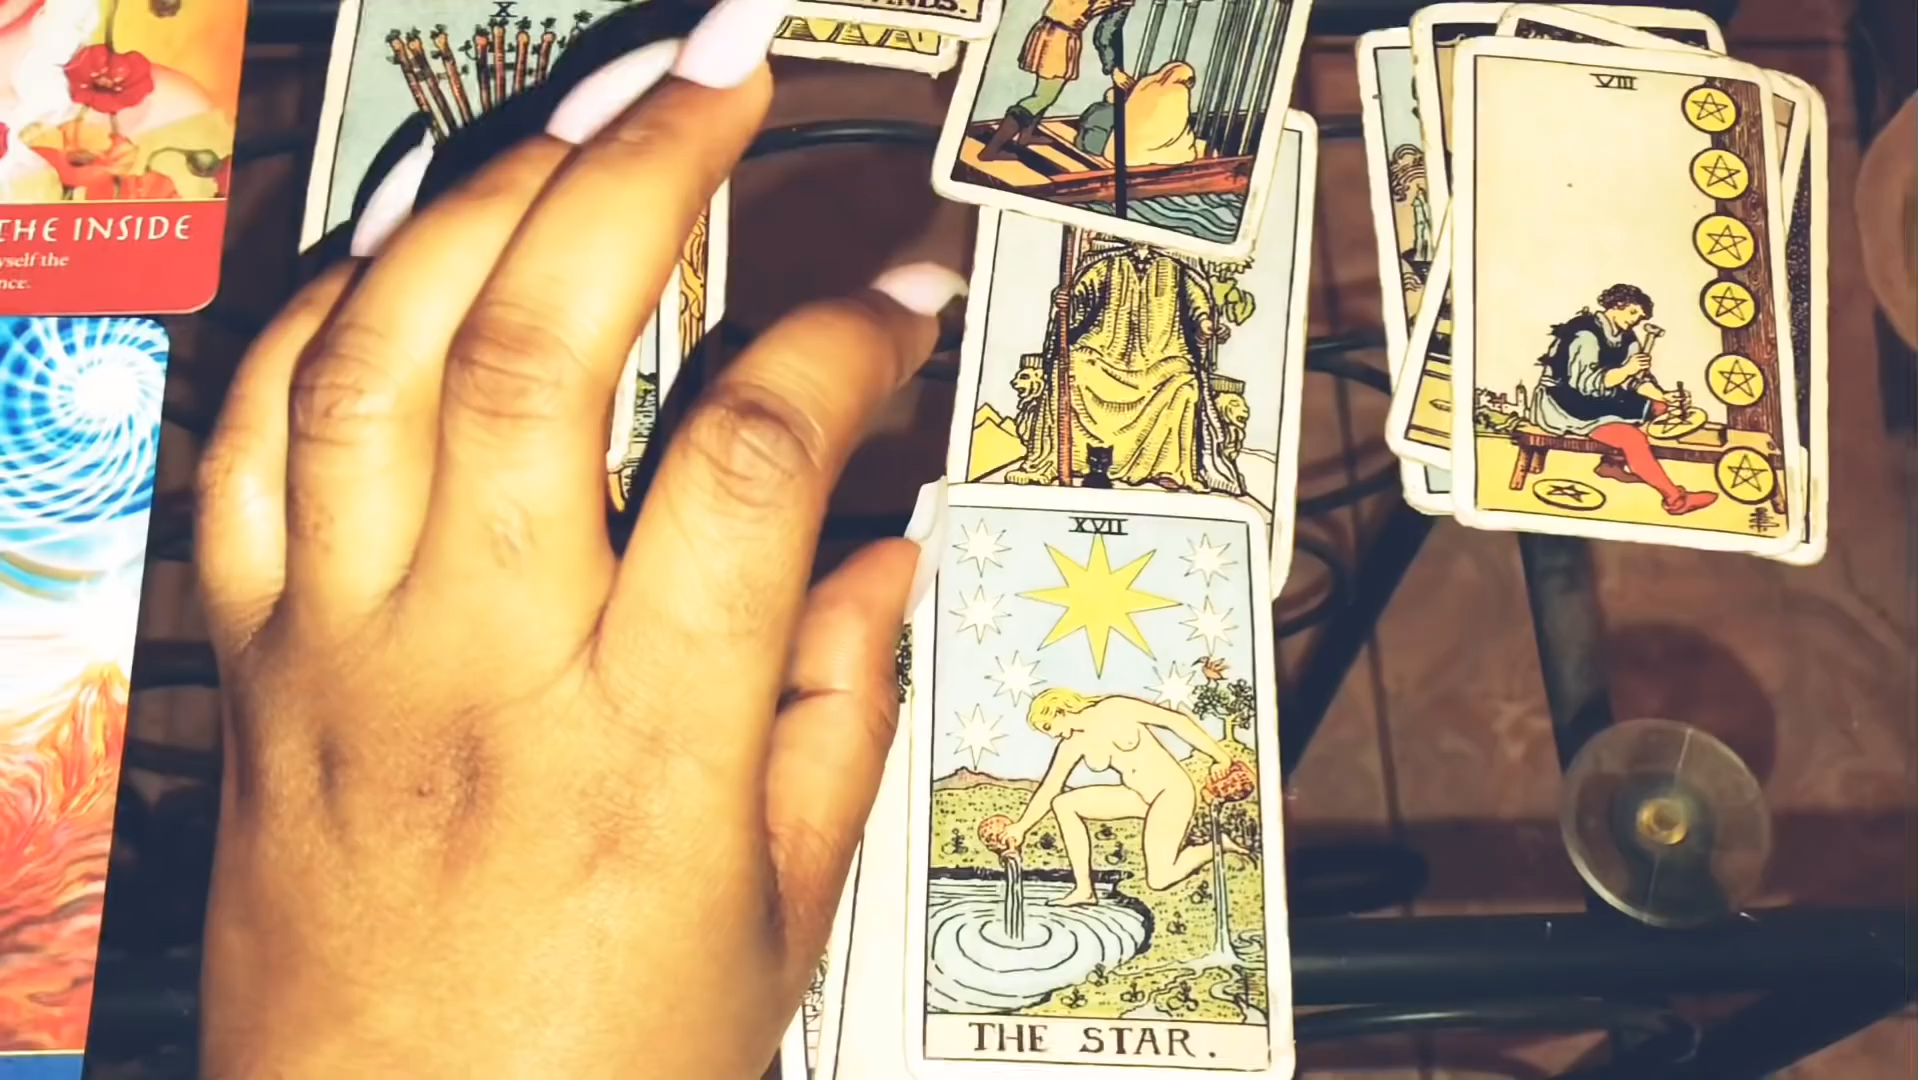 X
THE INSIDE
yself the
nce.
VIII
XVII
THE STAR.